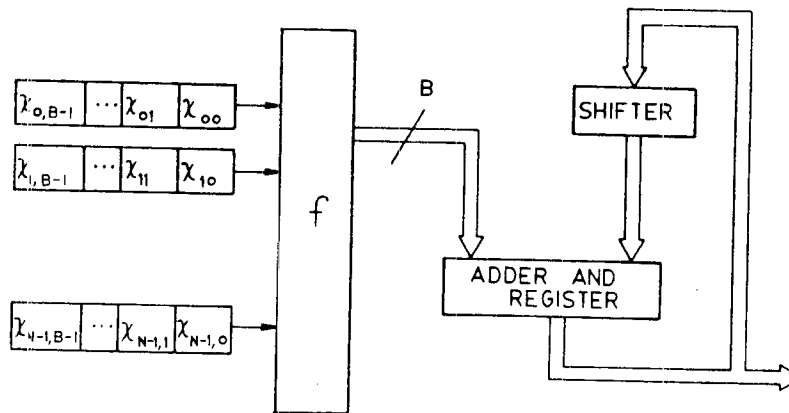 B
SHIFTER
χ0,B-1 ... χ01 χ00
χ1,B-1 ... χ11 χ10
f
ADDER AND
REGISTER
χN-1,B-1 ... χN-1,1 χN-1,0